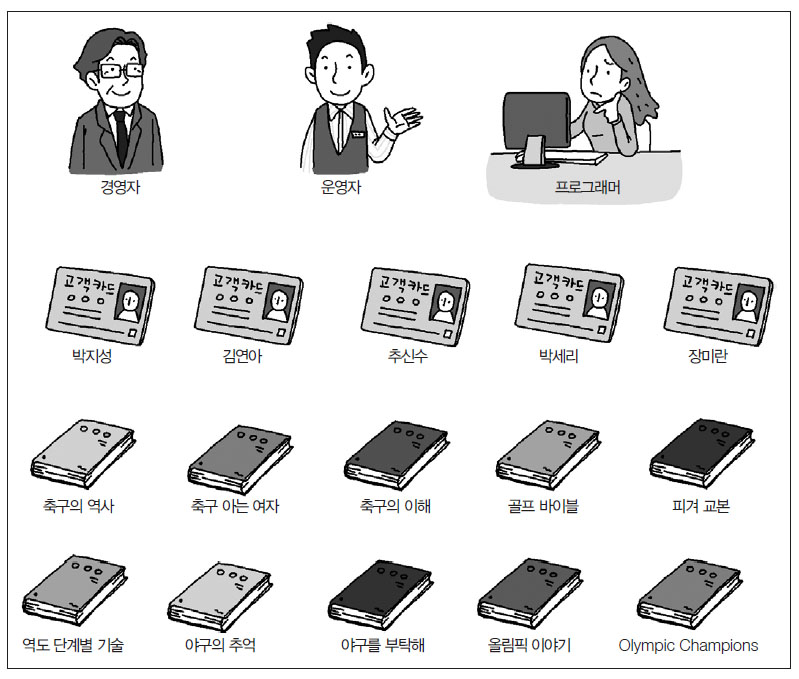 경영자 운영자 프로그래머
고객카드 고객카드 고객카드 고객카드 고객카드
박지성 김연아 추신수 박세리 장미란
축구의 역사 축구 아는 여자 축구의 이해 골프 바이블 피겨 교본
역도 단계별 기술 야구의 추억 야구를 부탁해 올림픽 이야기 Olympic Champions